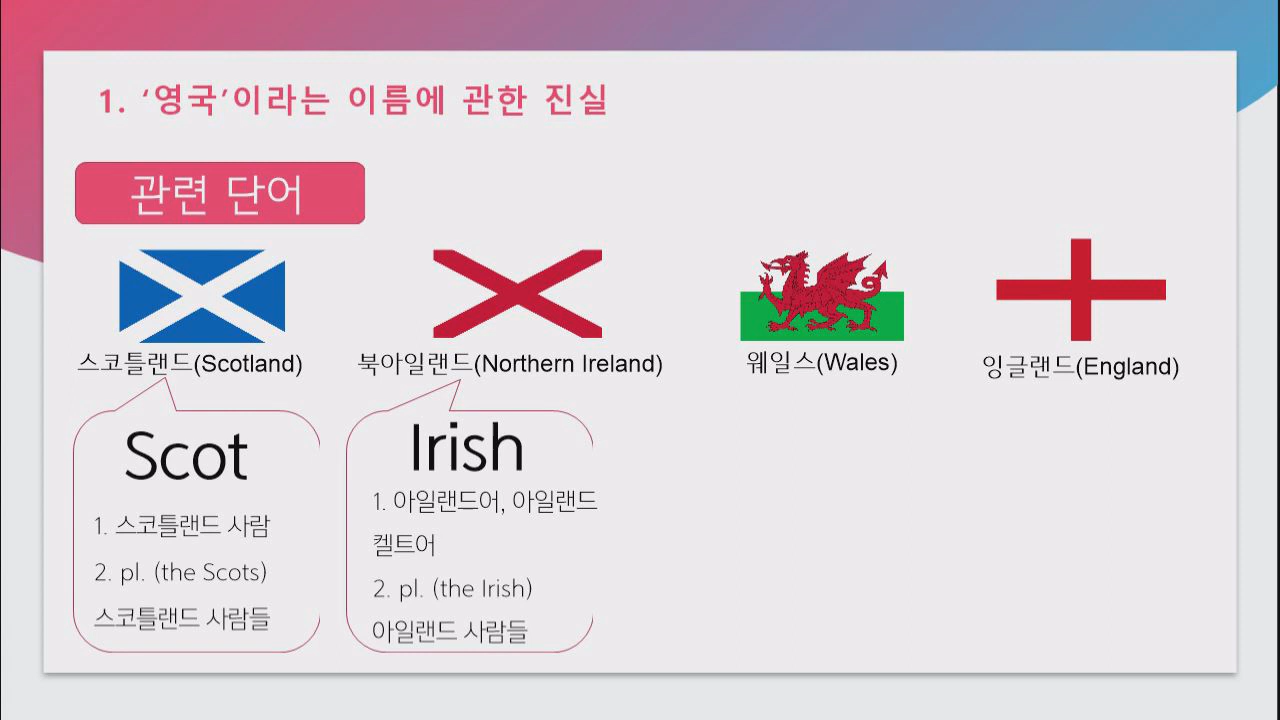 1. ‘영국’이라는 이름에 관한 진실
관련 단어
스코틀랜드(Scotland)
북아일랜드(Northern Ireland)
웨일스(Wales)
잉글랜드(England)
Scot
1. 스코틀랜드 사람
2. pl. (the Scots)
스코틀랜드 사람들
Irish
1. 아일랜드어, 아일랜드
켈트어
2. pl. (the Irish)
아일랜드 사람들